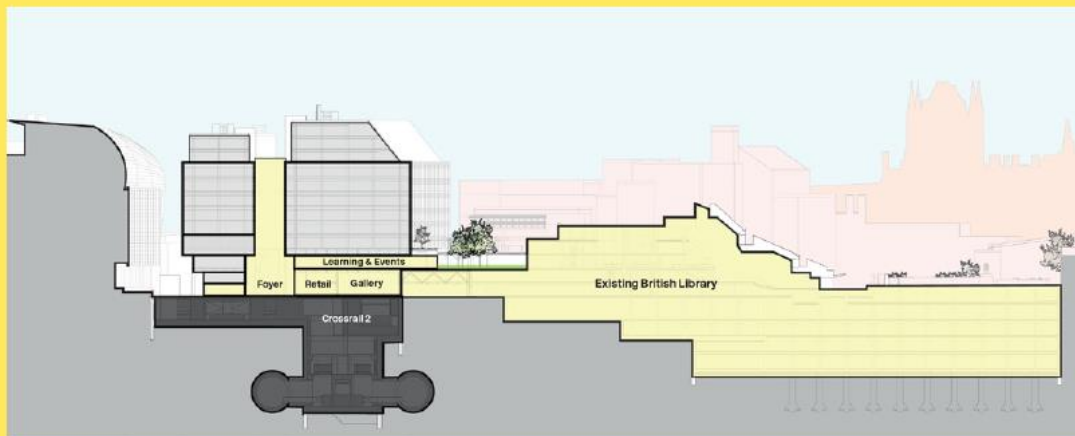 Learning & Events
Foyer
Retail
Gallery
Existing British Library
Crossrail 2